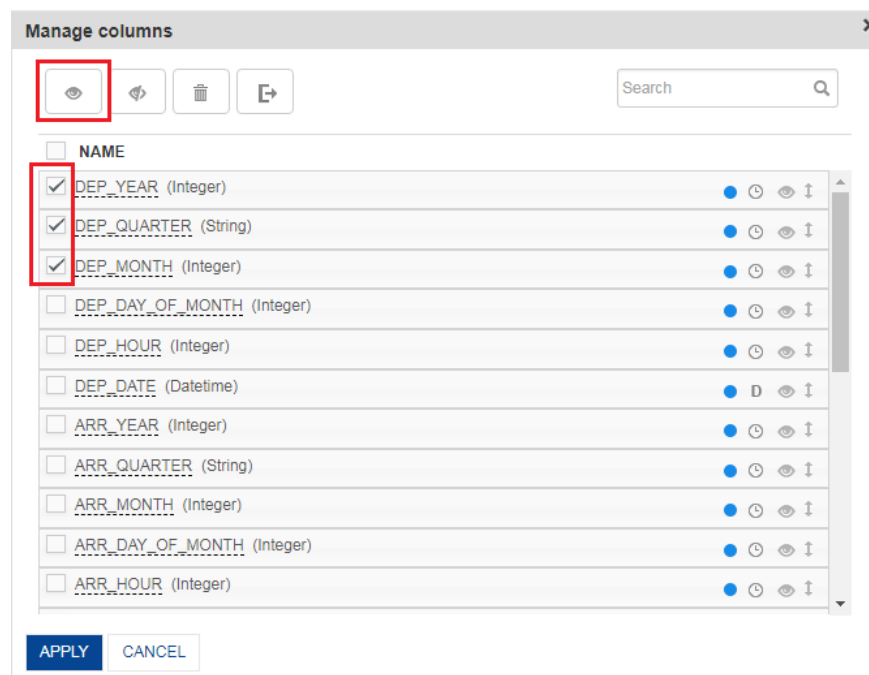 Manage columns
Search
NAME
DEP_YEAR (Integer)
DEP_QUARTER (String)
DEP_MONTH (Integer)
DEP_DAY_OF_MONTH (Integer)
DEP_HOUR (Integer)
DEP_DATE (Datetime)
D
ARR_YEAR (Integer)
ARR_QUARTER (String)
ARR_MONTH (Integer)
ARR_DAY_OF_MONTH (Integer)
ARR_HOUR (Integer)
APPLY CANCEL